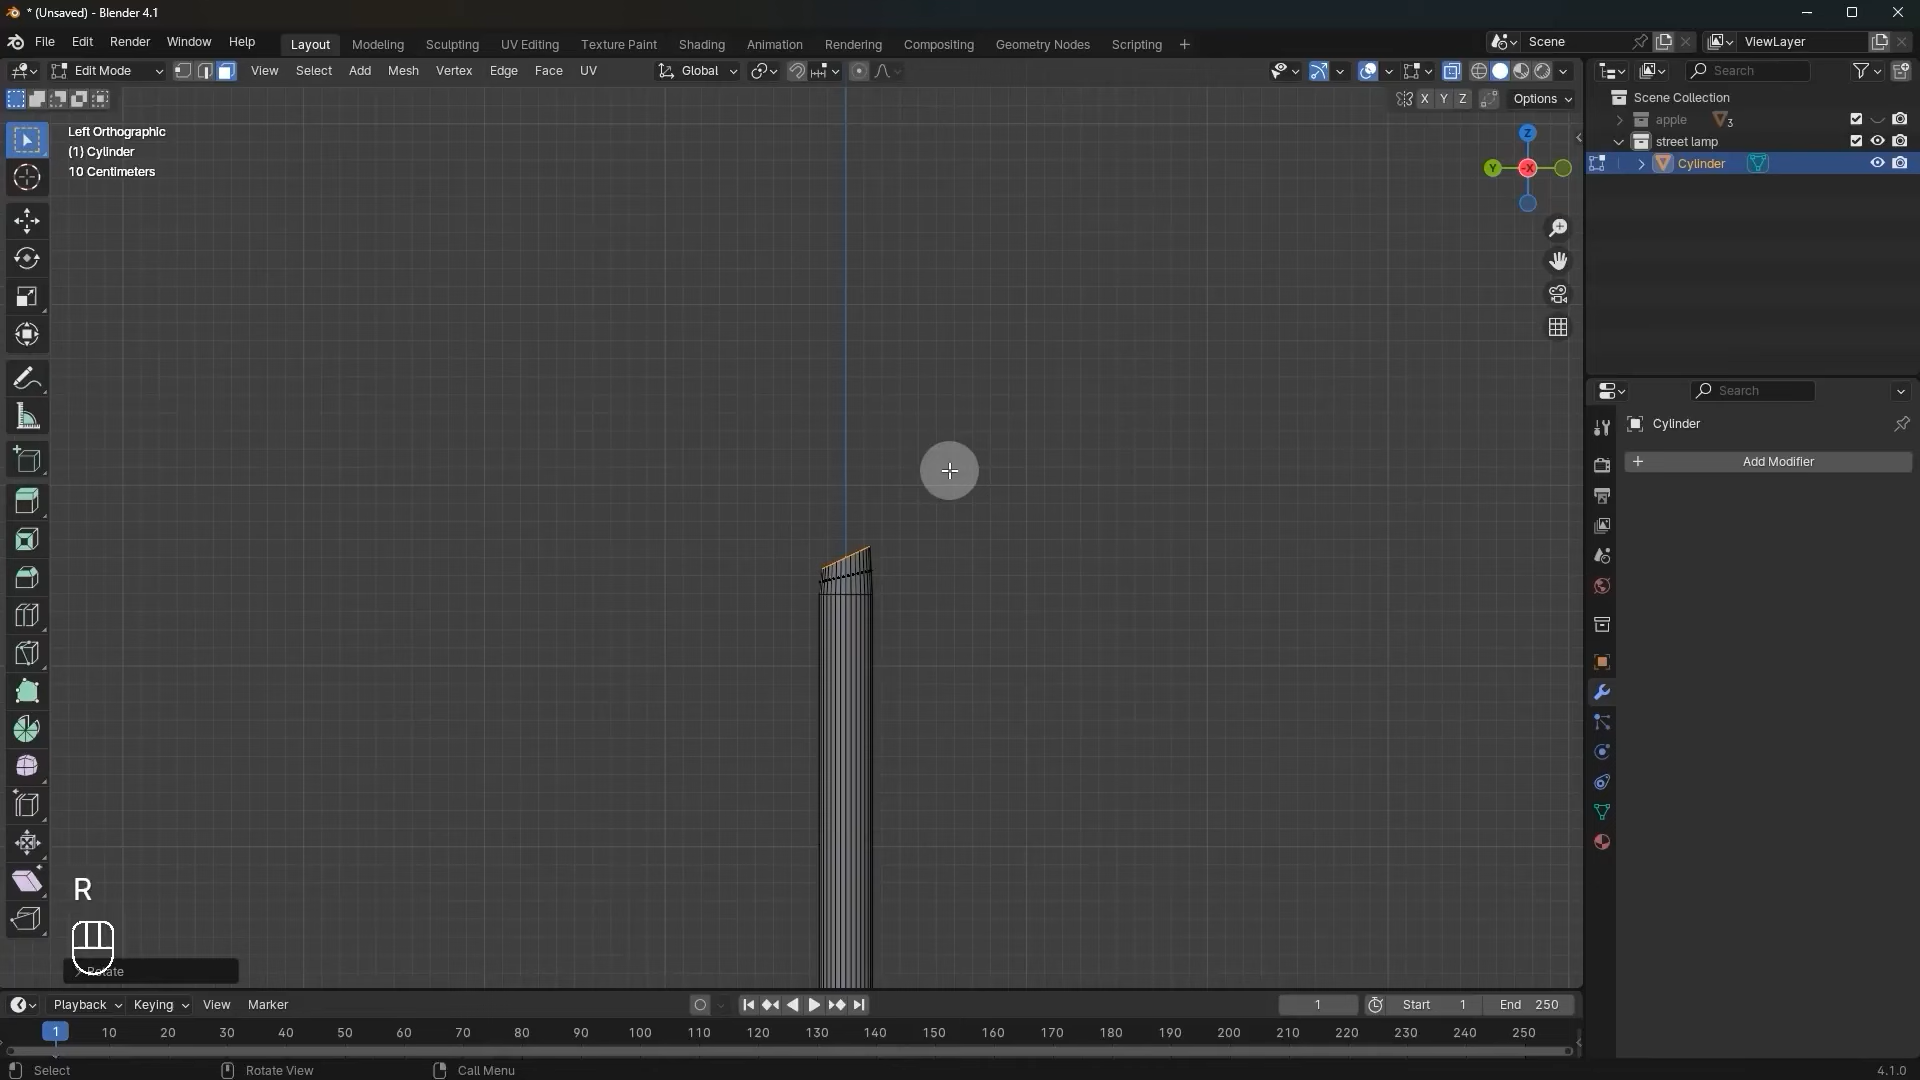 * (Unsaved) - Blender 4.1
File Edit Render Window Help
Layout Modeling Sculpting UV Editing Texture Paint Shading Animation Rendering Compositing Geometry Nodes Scripting +
Scene
ViewLayer
Edit Mode
View Select Add Mesh Vertex Edge Face UV
Global
Search
X Y Z
Options
Scene Collection
apple 3
street lamp
Cylinder
Left Orthographic
(1) Cylinder
10 Centimeters
Z
Y
-X
Search
Cylinder
+ Add Modifier
R
Rotate
Playback Keying View Marker
1
Start 1
End 250
1 10 20 30 40 50 60 70 80 90 100 110 120 130 140 150 160 170 180 190 200 210 220 230 240 250
Select
Rotate View
Call Menu
4.1.0